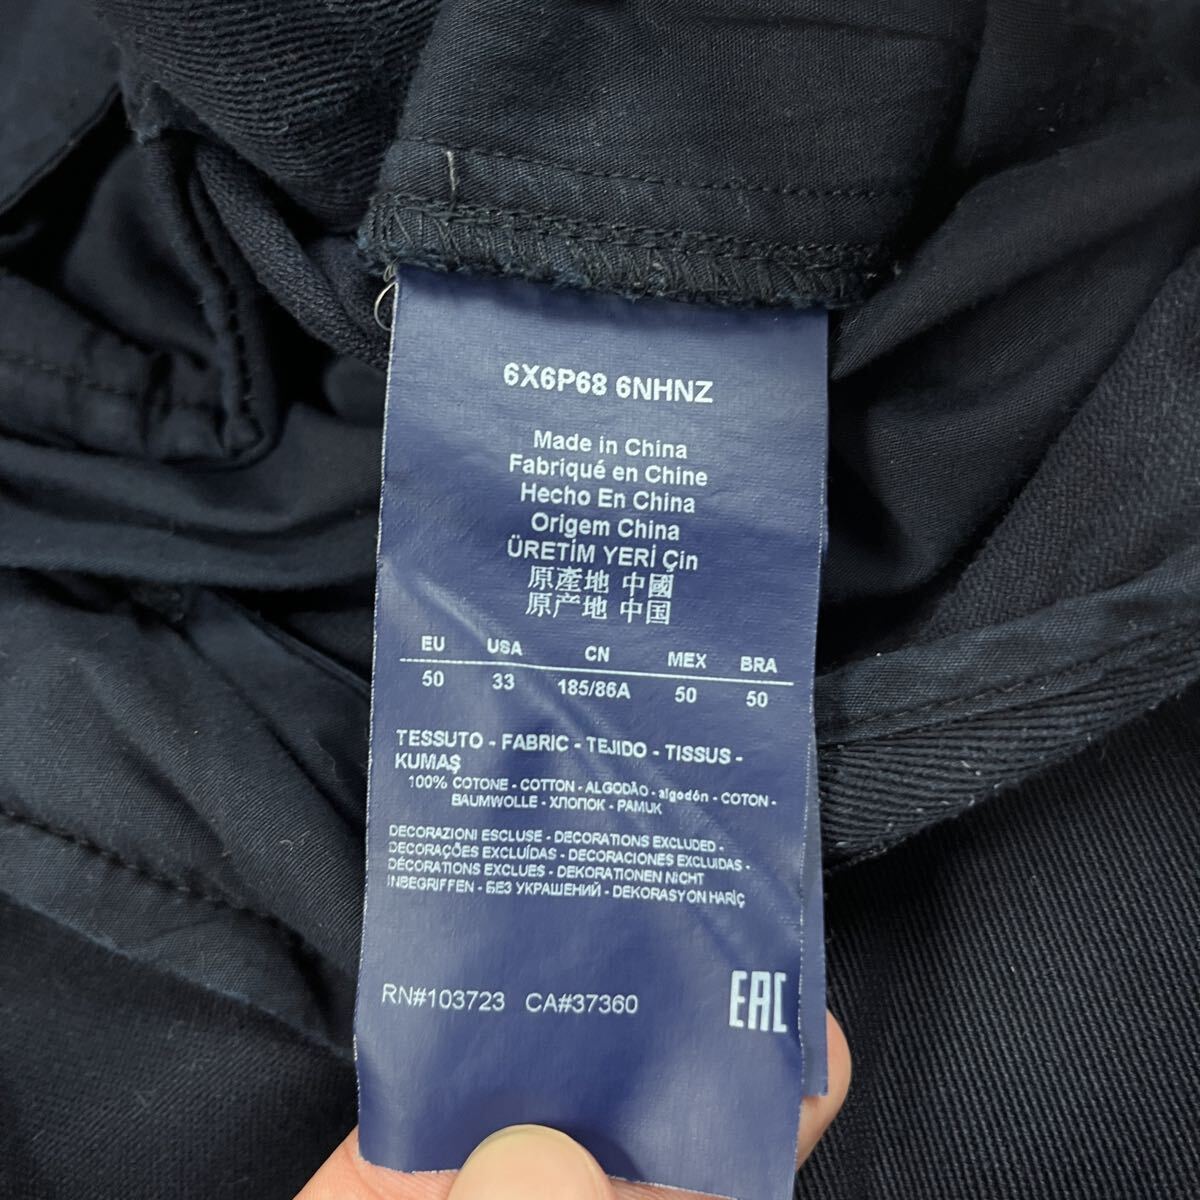 6X6P68 6NHNZ
Made in China
Fabriqué en Chine
Hecho En China
Origem China
ÜRETİM YERİ Çin
原產地 中國
原产地 中国
EU USA CN MEX BRA
50 33 185/86A 50 50
TESSUTO - FABRIC - TEJIDO - TISSUS -
KUMAŞ
100% COTONE - COTTON - ALGODÃO - algodón - COTON -
BAUMWOLLE - ХЛОПОК - PAMUK
DECORAZIONI ESCLUSE - DECORATIONS EXCLUDED -
DECORAÇÕES EXCLUÍDAS - DECORACIONES EXCLUIDAS -
DÉCORATIONS EXCLUES - DEKORATIONEN NICHT
INBEGRIFFEN - БЕЗ УКРАШЕНИЙ - DEKORASYON HARİÇ
RN#103723 CA#37360 EAC